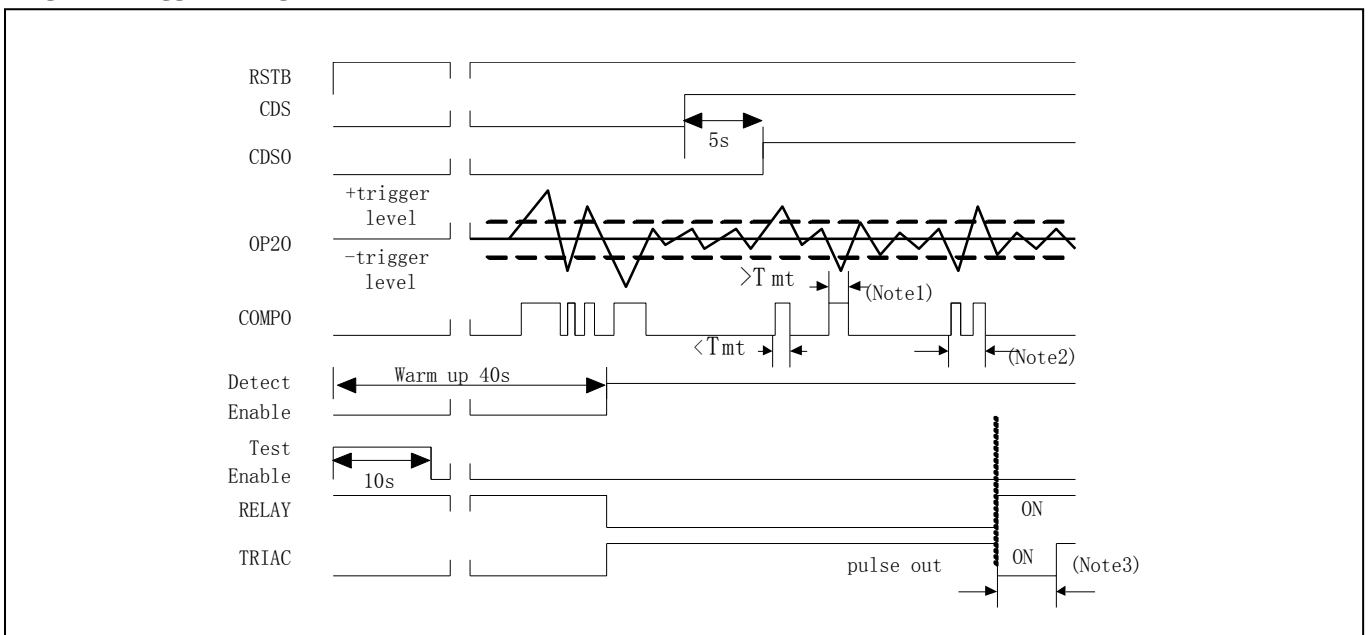 RSTB
CDS
5s
CDSO
+trigger
level
OP2O
-trigger
level
>Tmt
(Note1)
COMPO
<Tmt
(Note2)
Detect
Warm up 40s
Enable
Test
Enable
10s
RELAY
ON
TRIAC
pulse out
ON
(Note3)